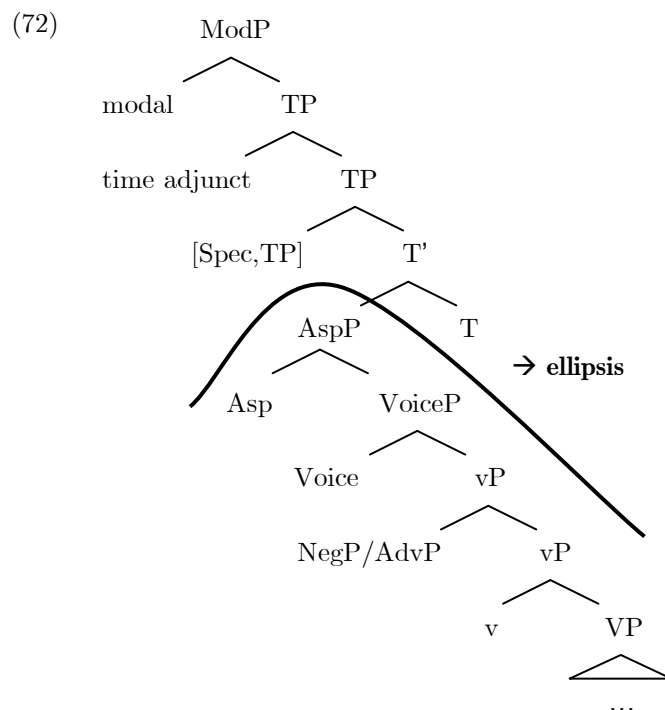 (72)
ModP
modal TP
time adjunct TP
[Spec,TP] T’
AspP T
→ ellipsis
Asp VoiceP
Voice vP
NegP/AdvP vP
v VP
...